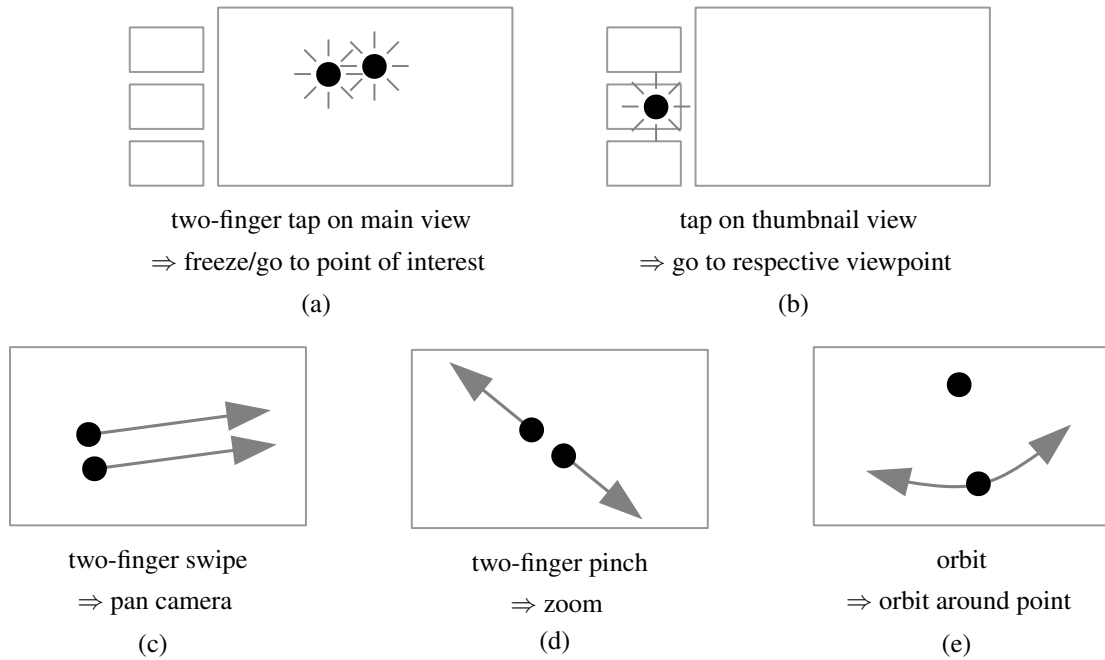 two-finger tap on main view
⇒ freeze/go to point of interest
(a)
tap on thumbnail view
⇒ go to respective viewpoint
(b)
two-finger swipe
⇒ pan camera
(c)
two-finger pinch
⇒ zoom
(d)
orbit
⇒ orbit around point
(e)